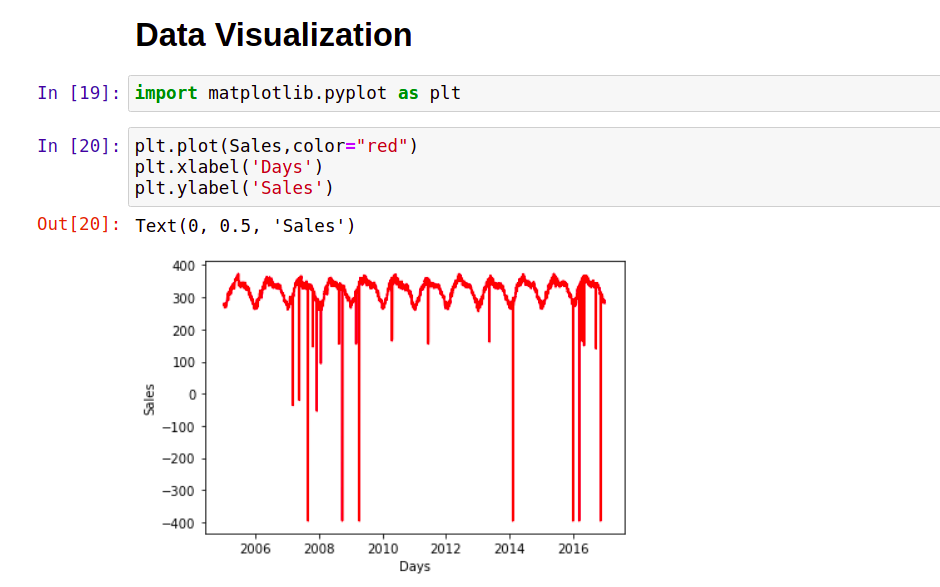 Data Visualization
In [19]: import matplotlib.pyplot as plt
In [20]: plt.plot(Sales,color="red")
plt.xlabel('Days')
plt.ylabel('Sales')
Out[20]: Text(0, 0.5, 'Sales')
400
300
200
100
0
−100
−200
−300
−400
Sales
2006 2008 2010 2012 2014 2016
Days